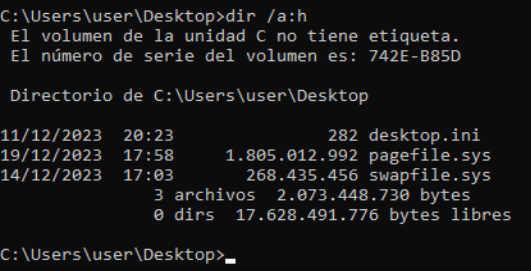 C:\Users\user\Desktop>dir /a:h
El volumen de la unidad C no tiene etiqueta.
El número de serie del volumen es: 742E-B85D
Directorio de C:\Users\user\Desktop
11/12/2023  20:23               282 desktop.ini
19/12/2023  17:58     1.805.012.992 pagefile.sys
14/12/2023  17:03       268.435.456 swapfile.sys
3 archivos  2.073.448.730 bytes
0 dirs  17.628.491.776 bytes libres
C:\Users\user\Desktop>